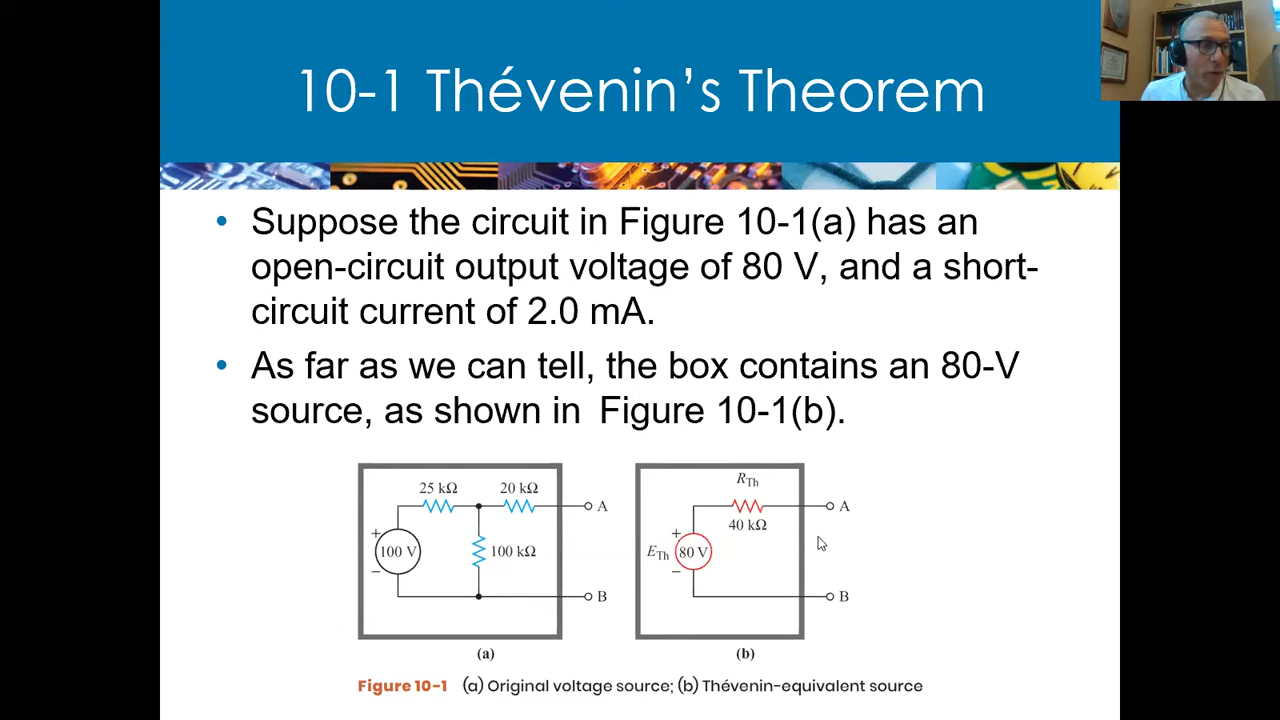 10-1 Thévenin's Theorem
• Suppose the circuit in Figure 10-1(a) has an
open-circuit output voltage of 80 V, and a short-
circuit current of 2.0 mA.
• As far as we can tell, the box contains an 80-V
source, as shown in Figure 10-1(b).
25 kΩ
20 kΩ
A
+
100 V
−
100 kΩ
B
(a)
RTh
40 kΩ
A
+
ETh
80 V
−
B
(b)
Figure 10-1 (a) Original voltage source; (b) Thévenin-equivalent source